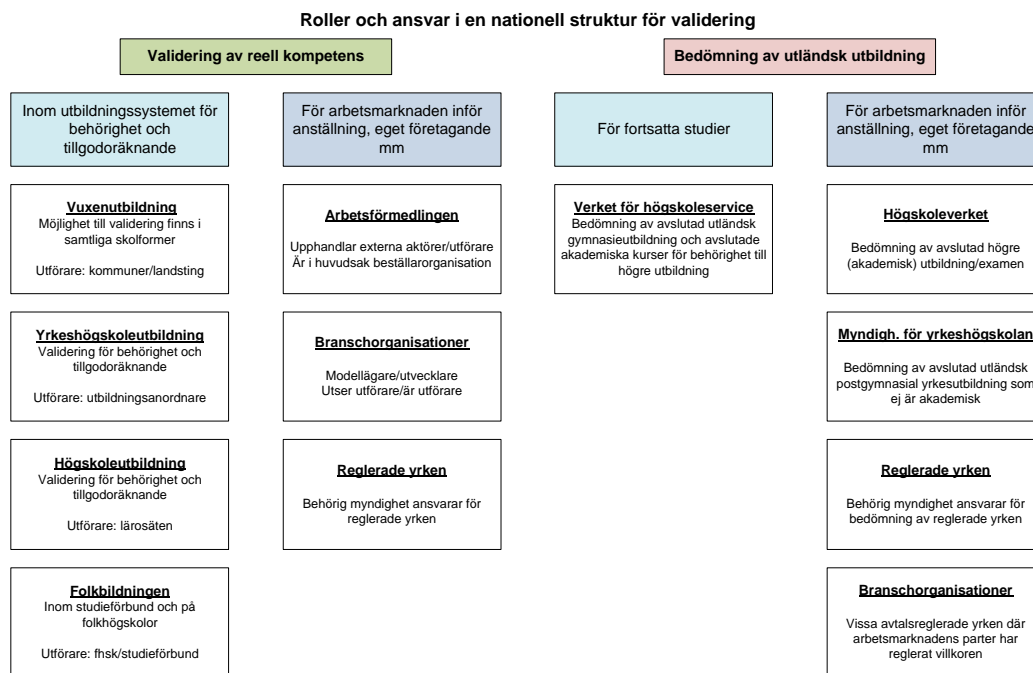 Roller och ansvar i en nationell struktur för validering
Validering av reell kompetens
Bedömning av utländsk utbildning
Inom utbildningssystemet för
behörighet och
tillgodoräknande
För arbetsmarknaden inför
anställning, eget företagande
mm
För fortsatta studier
För arbetsmarknaden inför
anställning, eget företagande
mm
Vuxenutbildning
Möjlighet till validering finns i
samtliga skolformer
Utförare: kommuner/landsting
Arbetsförmedlingen
Upphandlar externa aktörer/utförare
Är i huvudsak beställarorganisation
Verket för högskoleservice
Bedömning av avslutad utländsk
gymnasieutbildning och avslutade
akademiska kurser för behörighet till
högre utbildning
Högskoleverket
Bedömning av avslutad högre
(akademisk) utbildning/examen
Yrkeshögskoleutbildning
Validering för behörighet och
tillgodoräknande
Utförare: utbildningsanordnare
Branschorganisationer
Modellägare/utvecklare
Utser utförare/är utförare
Myndigh. för yrkeshögskolan
Bedömning av avslutad utländsk
postgymnasial yrkesutbildning som
ej är akademisk
Högskoleutbildning
Validering för behörighet och
tillgodoräknande
Utförare: lärosäten
Reglerade yrken
Behörig myndighet ansvarar för
reglerade yrken
Reglerade yrken
Behörig myndighet ansvarar för
bedömning av reglerade yrken
Folkbildningen
Inom studieförbund och på
folkhögskolor
Utförare: fhsk/studieförbund
Branschorganisationer
Vissa avtalsreglerade yrken där
arbetsmarknadens parter har
reglerat villkoren